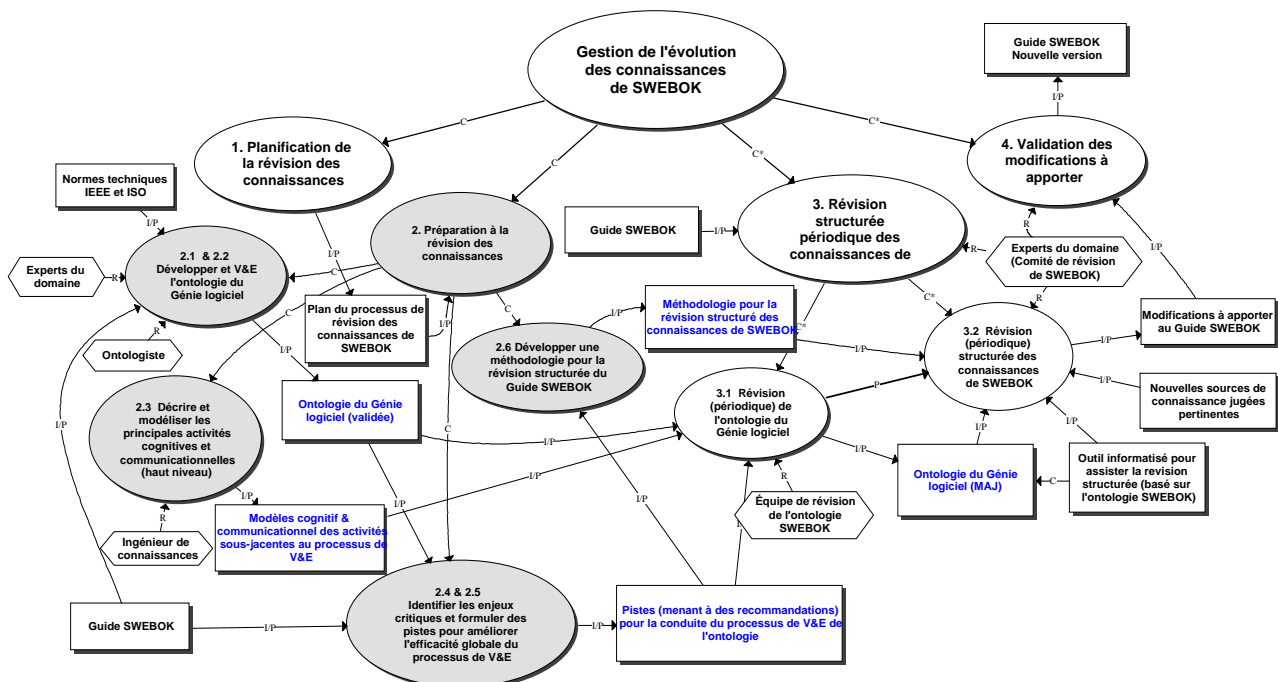 Gestion de l'évolution
des connaissances
de SWEBOK
Guide SWEBOK
Nouvelle version
I/P
C
C
C*
C*
1. Planification de
la révision des
connaissances
4. Validation des
modifications à
apporter
Normes techniques
IEEE et ISO
I/P
2. Préparation à la
révision des
connaissances
Guide SWEBOK
I/P
3. Révision
structurée
périodique des
connaissances de
R
R
R
Experts du domaine
(Comité de révision
de SWEBOK)
I/P
2.1 & 2.2
Développer et V&E
l'ontologie du
Génie logiciel
Experts du
domaine
R
R
Ontologiste
C
C
C
C
I/P
Plan du processus de
révision des
connaissances de
SWEBOK
I/P
Méthodologie pour la
révision structuré des
connaissances de SWEBOK
I/P
I/P
C*
C*
Modifications à apporter
au Guide SWEBOK
I/P
3.2 Révision
(périodique)
structurée des
connaissances
de SWEBOK
2.6 Développer une
méthodologie pour la
révision structurée du
Guide SWEBOK
I/P
Ontologie du Génie
logiciel (validée)
3.1 Révision
(périodique) de
l'ontologie du
Génie logiciel
P
Nouvelles sources de
connaissance jugées
pertinentes
I/P
2.3 Décrire et
modéliser les
principales activités
cognitives et
communicationnelles
(haut niveau)
I/P
I/P
I/P
I/P
Ontologie du Génie
logiciel (MAJ)
C
Outil informatisé pour
assister la revision
structurée (basé sur
l'ontologie SWEBOK)
I/P
R
Ingénieur de
connaissances
I/P
Modèles cognitif &
communicationnel des activités
sous-jacentes au processus de
V&E
I/P
I/P
I/P
R
Équipe de révision
de l'ontologie
SWEBOK
I/P
Guide SWEBOK
I/P
2.4 & 2.5
Identifier les enjeux
critiques et formuler des
pistes pour améliorer
l'efficacité globale du
processus de V&E
I/P
Pistes (menant à des recommandations)
pour la conduite du processus de V&E de
l'ontologie